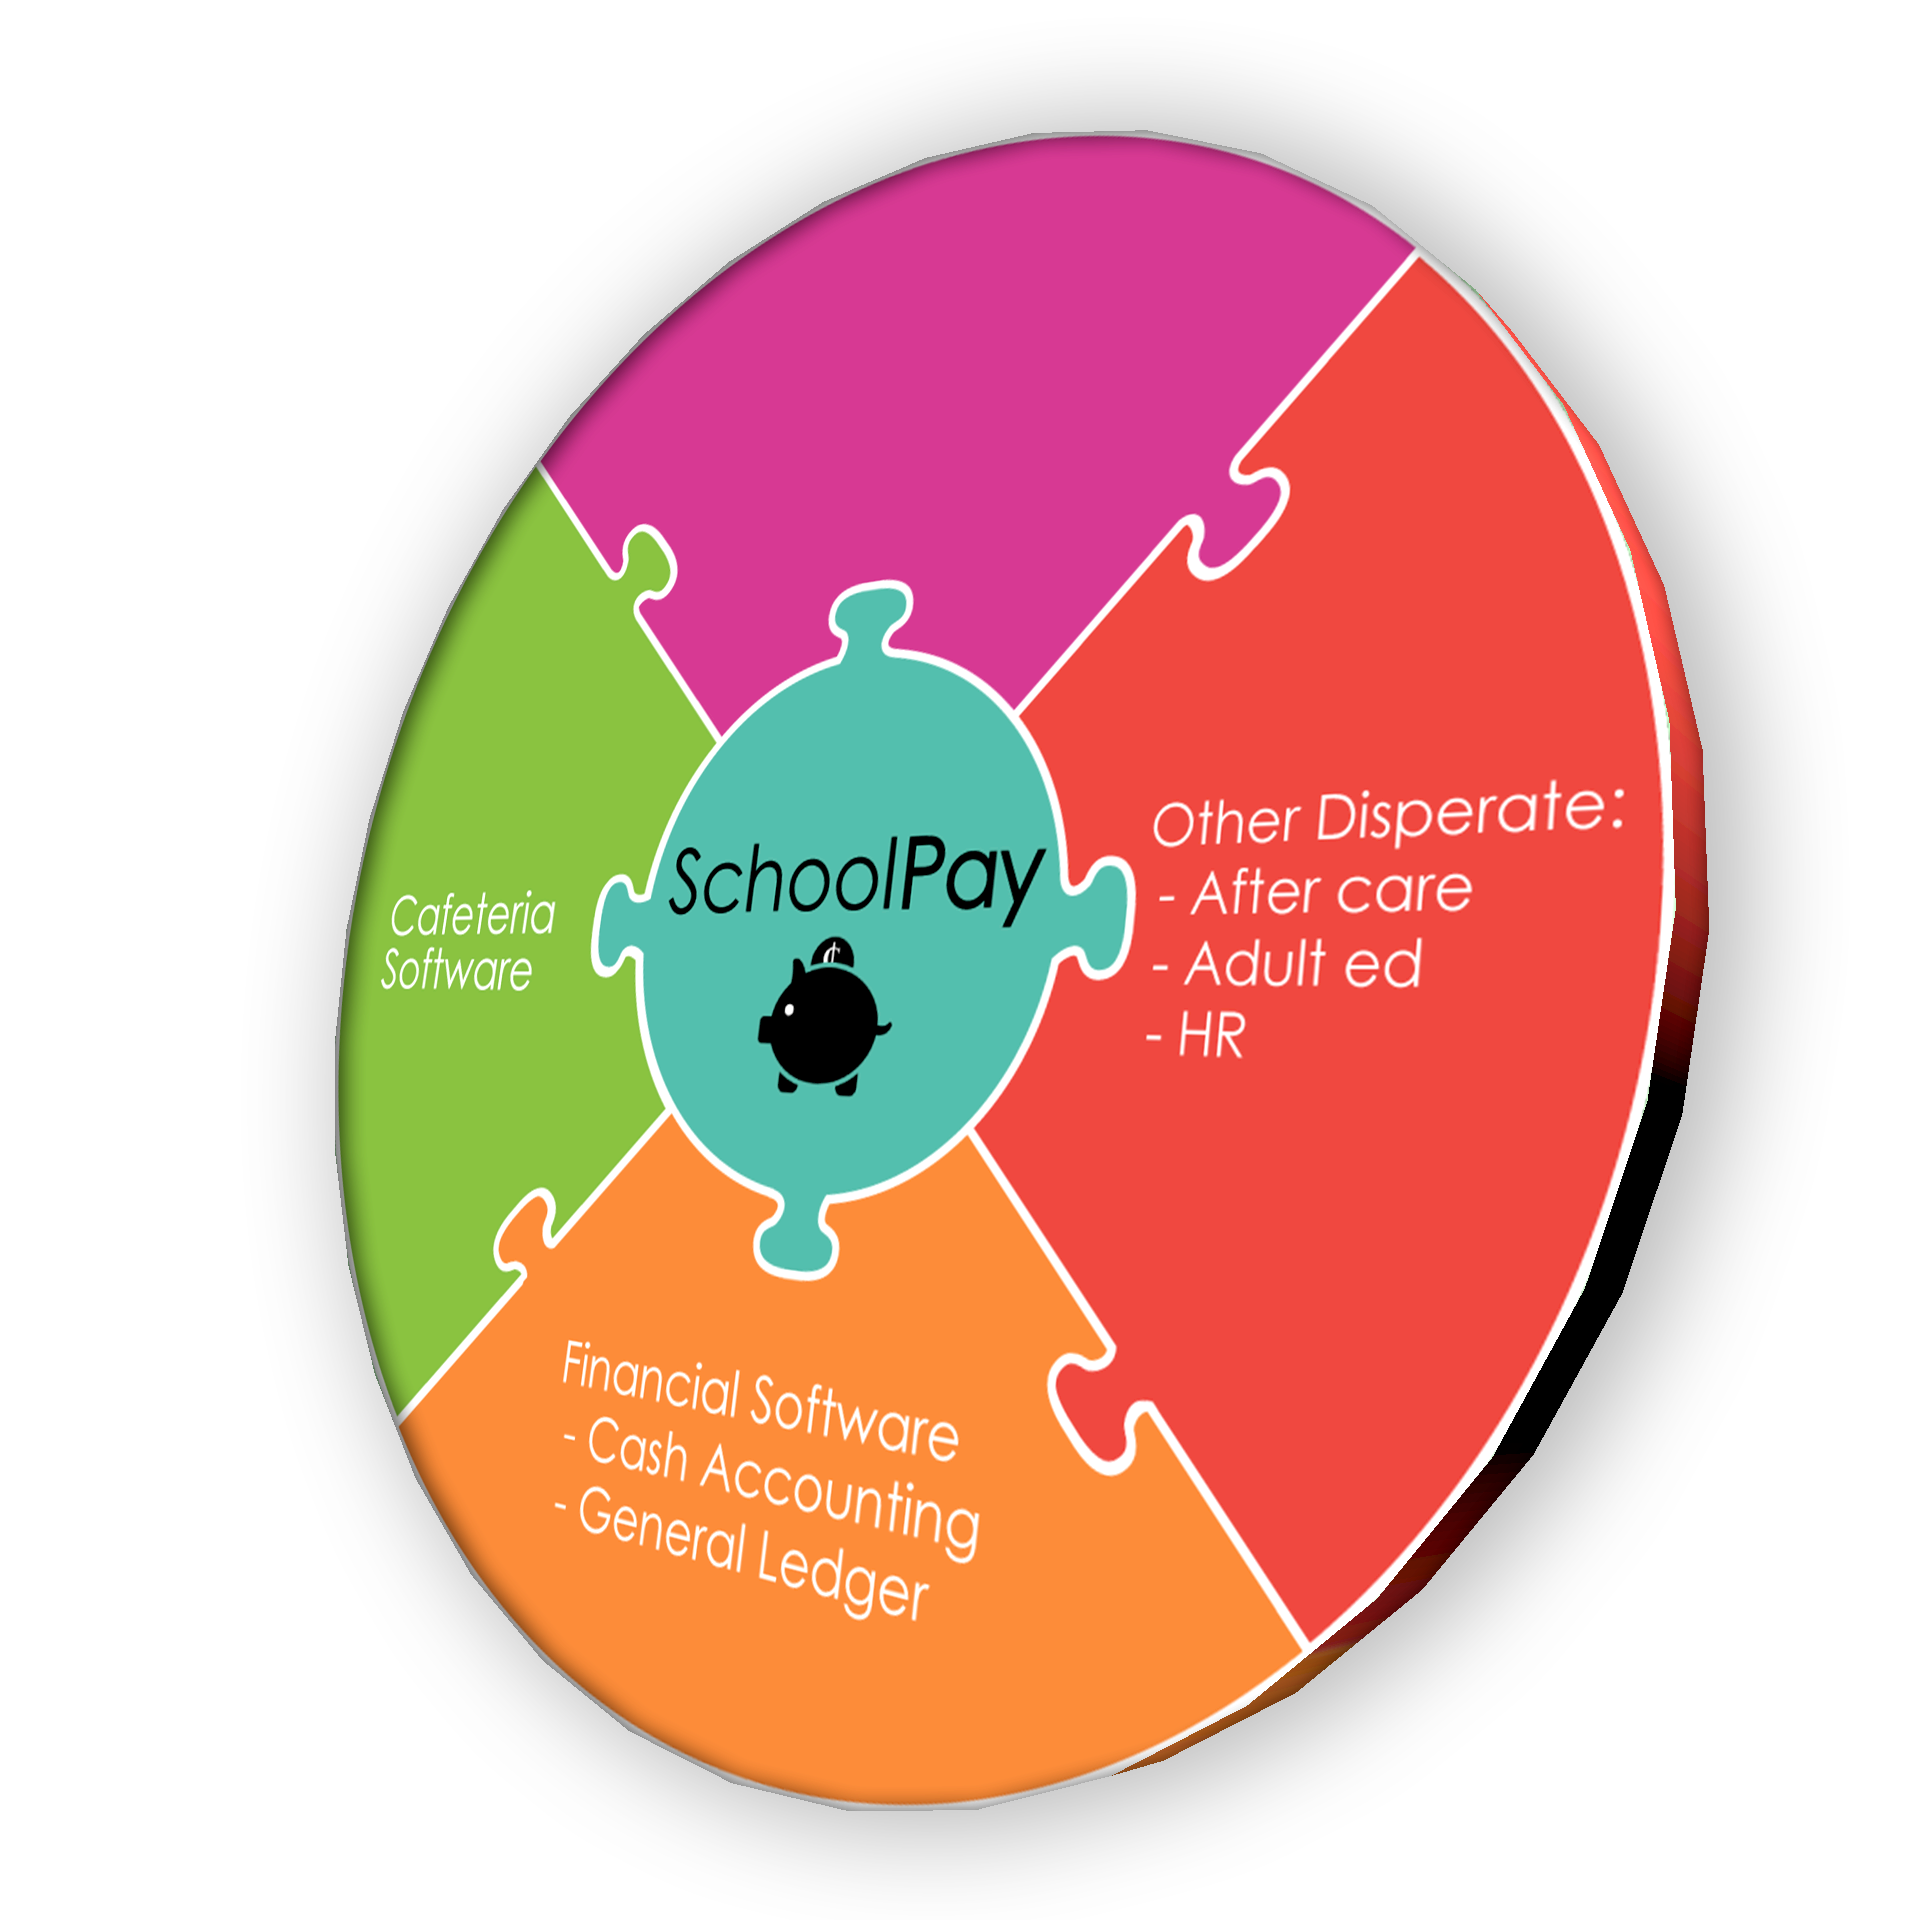 SchoolPay
¢
Cafeteria
Software
Other Disperate:
- After care
- Adult ed
- HR
Financial Software
- Cash Accounting
- General Ledger